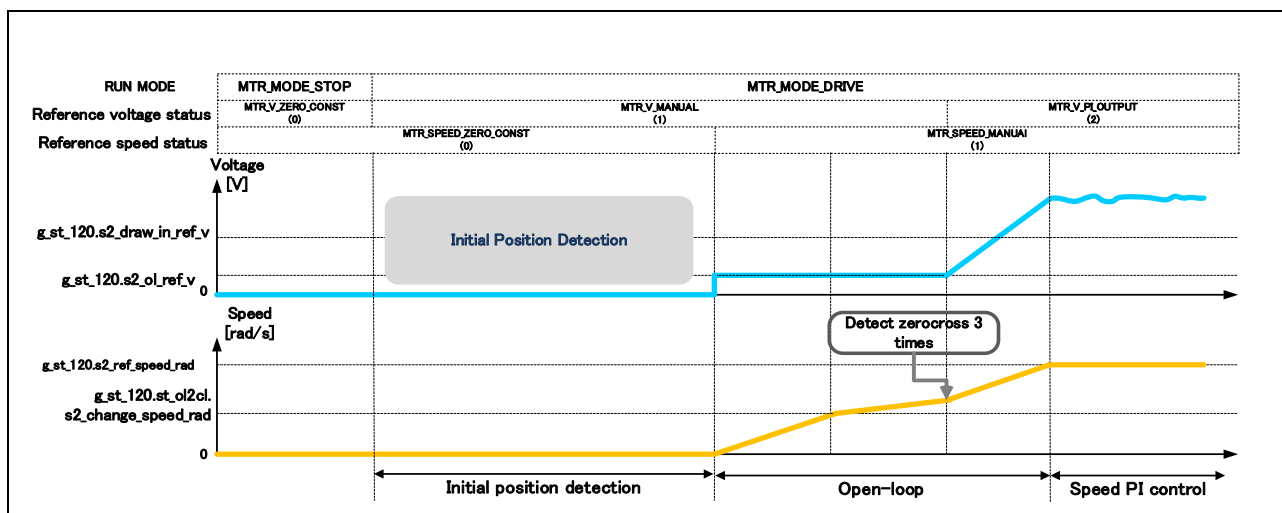 RUN MODE MTR_MODE_STOP MTR_MODE_DRIVE
Reference voltage status MTR_V_ZERO_CONST (0) MTR_V_MANUAL (1) MTR_V_PI_OUTPUT (2)
Reference speed status MTR_SPEED_ZERO_CONST (0) MTR_SPEED_MANUAl (1)
Voltage
[V]
g_st_120.s2_draw_in_ref_v
Initial Position Detection
g_st_120.s2_ol_ref_v
0
Speed
[rad/s]
Detect zerocross 3
times
g_st_120.s2_ref_speed_rad
g_st_120.st_ol2cl.
s2_change_speed_rad
0
Initial position detection Open-loop Speed PI control